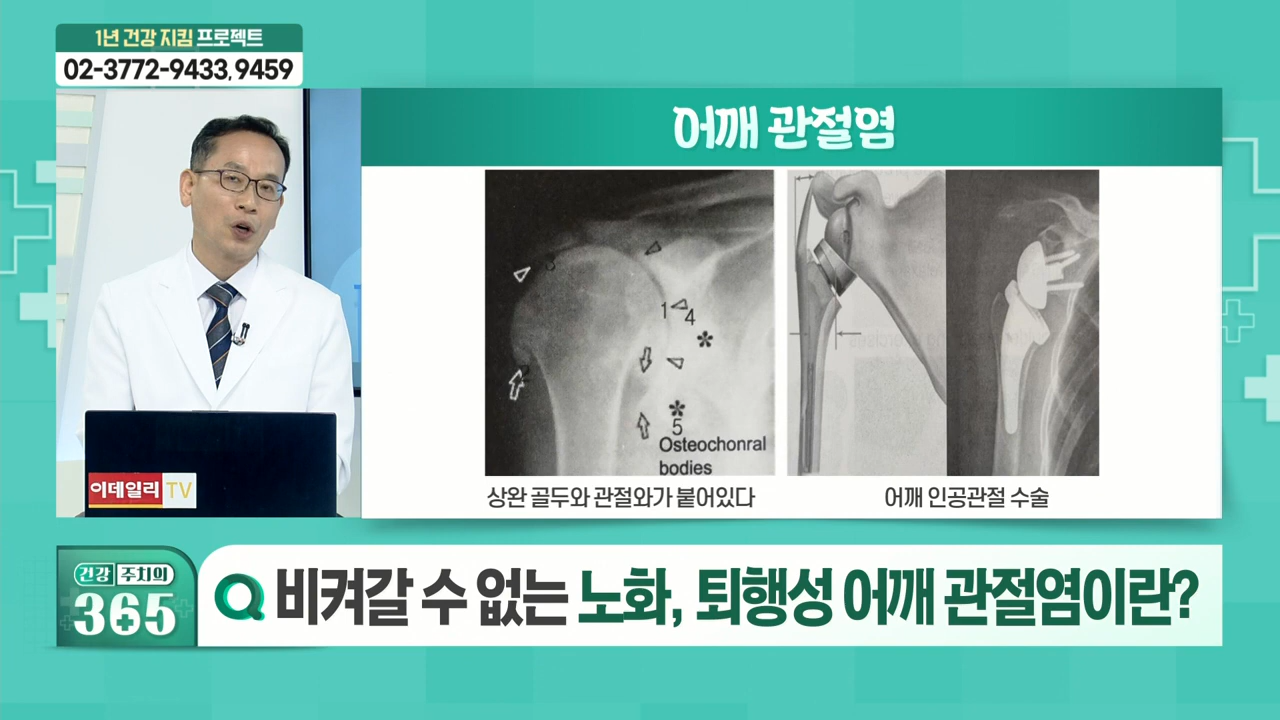 1년 건강 지킴 프로젝트
02-3772-9433, 9459
어깨 관절염
3
2
1
4
5
Osteochonral
bodies
상완 골두와 관절와가 붙어있다
어깨 인공관절 수술
이데일리 TV
건강 주치의
365
Q 비켜갈 수 없는 노화, 퇴행성 어깨 관절염이란?